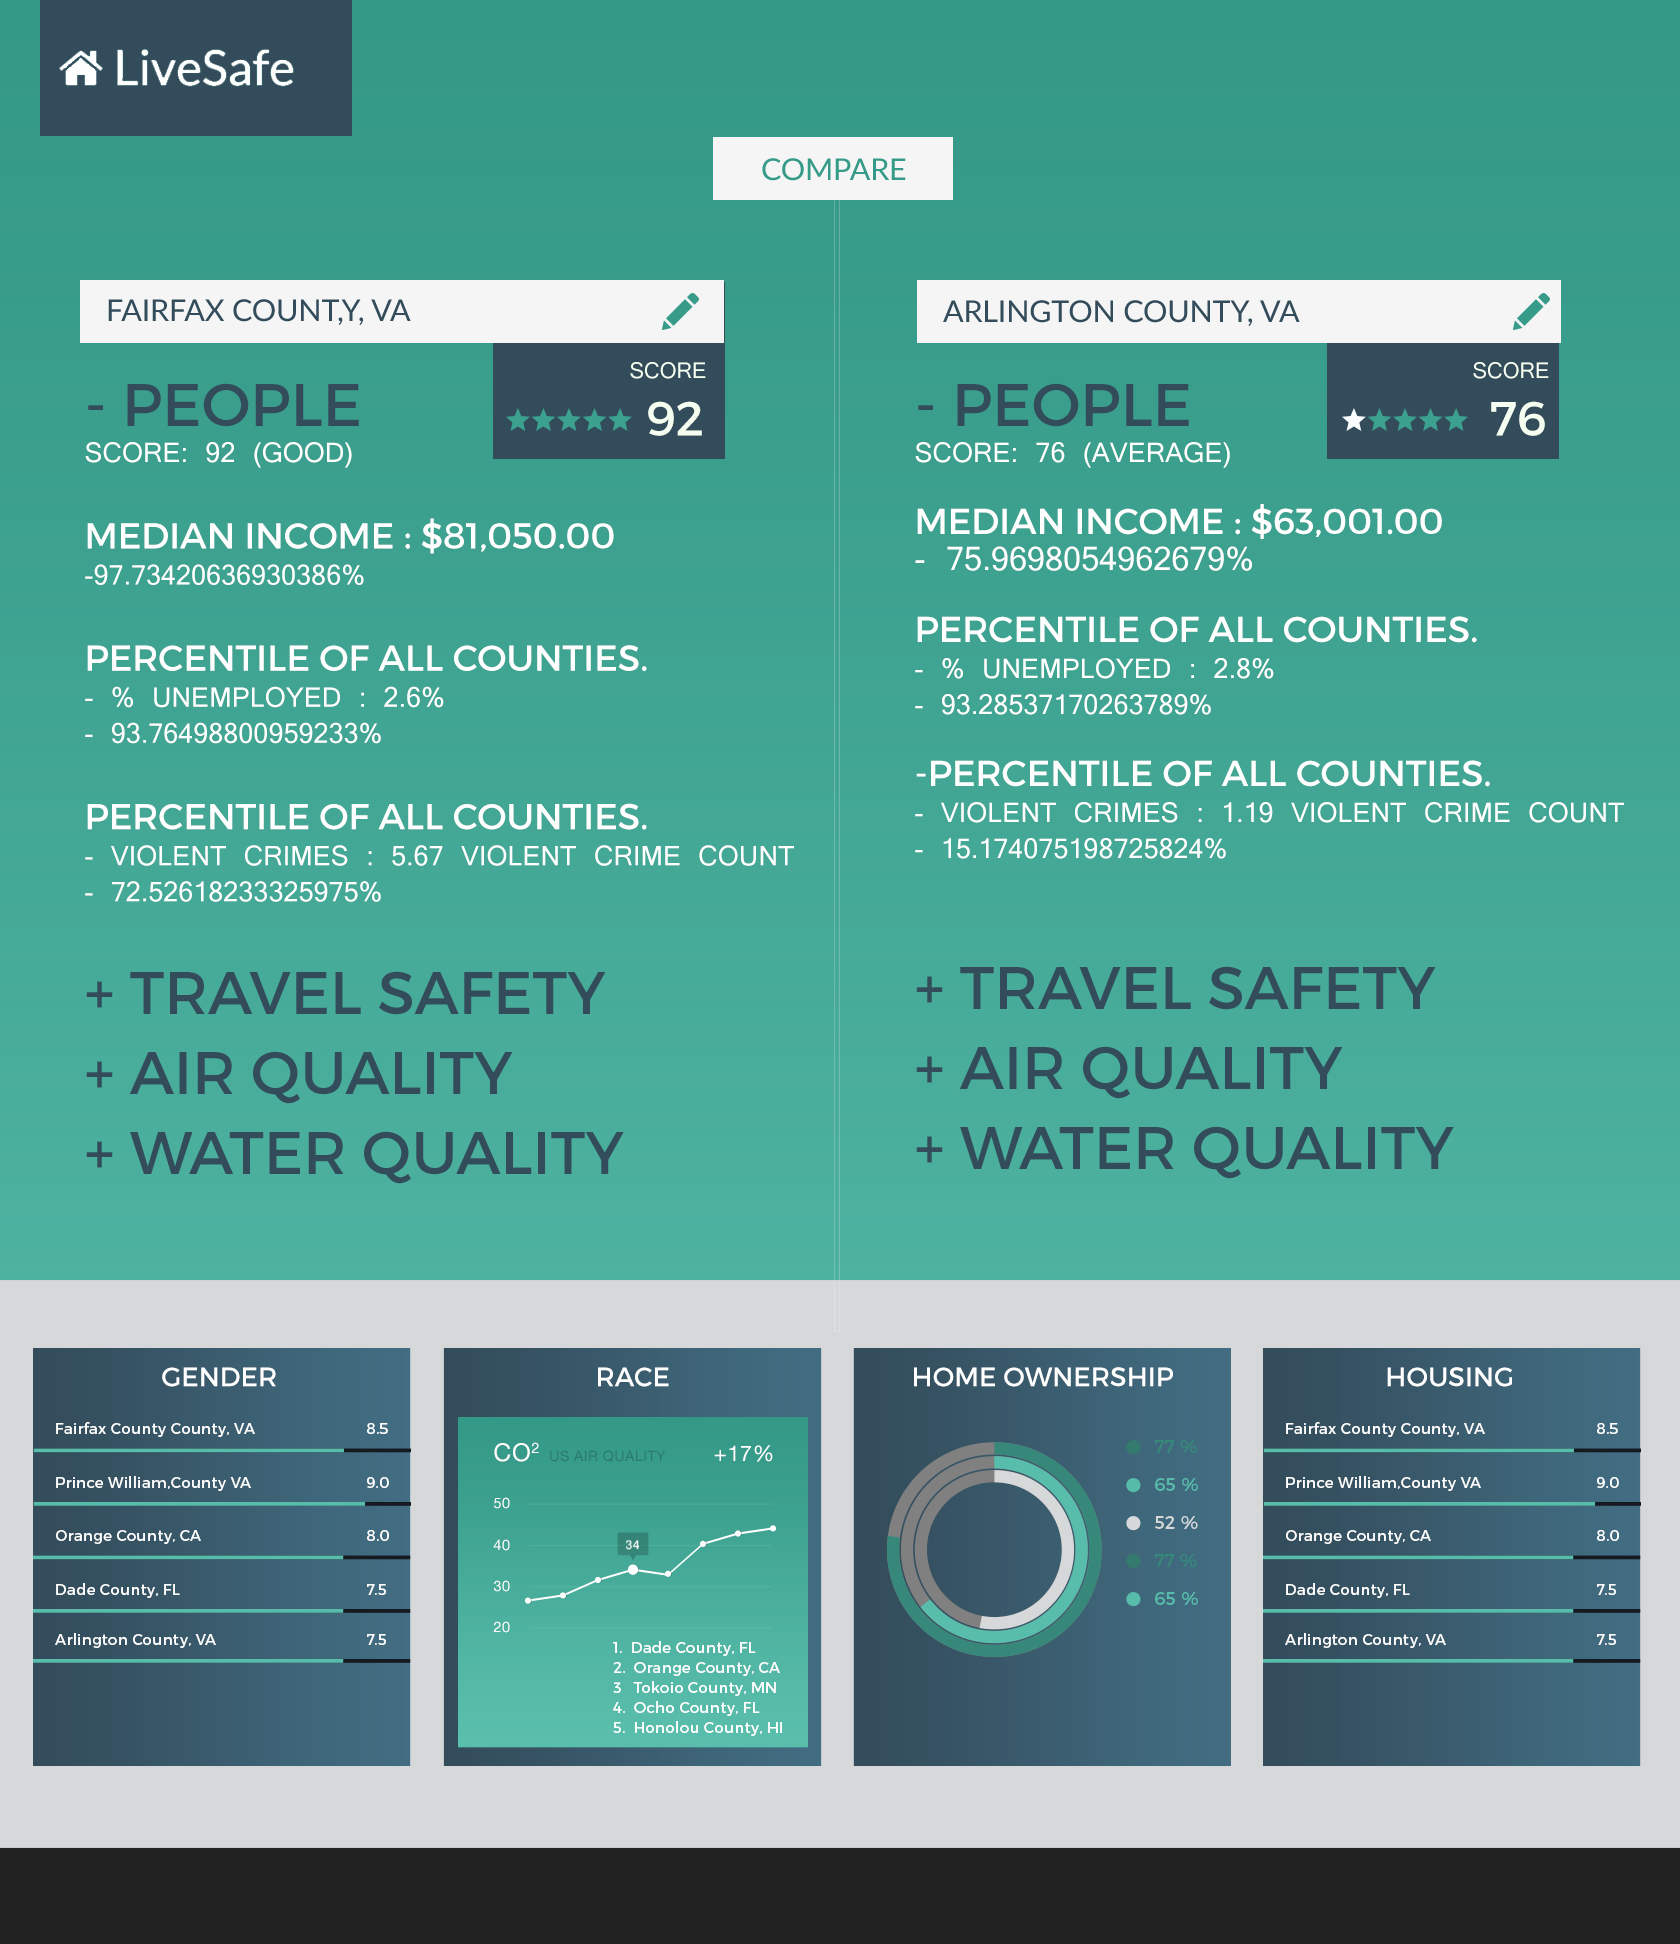 LiveSafe
COMPARE
FAIRFAX COUNT,Y, VA
SCORE
92
- PEOPLE
SCORE: 92 (GOOD)
MEDIAN INCOME : $81,050.00
-97.73420636930386%
PERCENTILE OF ALL COUNTIES.
- % UNEMPLOYED : 2.6%
- 93.76498800959233%
PERCENTILE OF ALL COUNTIES.
- VIOLENT CRIMES : 5.67 VIOLENT CRIME COUNT
- 72.52618233325975%
+ TRAVEL SAFETY
+ AIR QUALITY
+ WATER QUALITY
ARLINGTON COUNTY, VA
SCORE
76
- PEOPLE
SCORE: 76 (AVERAGE)
MEDIAN INCOME : $63,001.00
- 75.9698054962679%
PERCENTILE OF ALL COUNTIES.
- % UNEMPLOYED : 2.8%
- 93.28537170263789%
-PERCENTILE OF ALL COUNTIES.
- VIOLENT CRIMES : 1.19 VIOLENT CRIME COUNT
- 15.174075198725824%
+ TRAVEL SAFETY
+ AIR QUALITY
+ WATER QUALITY
GENDER
Fairfax County County, VA 8.5
Prince William,County VA 9.0
Orange County, CA 8.0
Dade County, FL 7.5
Arlington County, VA 7.5
RACE
CO² US AIR QUALITY +17%
50
40
34
30
20
1. Dade County, FL
2. Orange County, CA
3 Tokoio County, MN
4. Ocho County, FL
5. Honolou County, HI
HOME OWNERSHIP
77 %
65 %
52 %
77 %
65 %
HOUSING
Fairfax County County, VA 8.5
Prince William,County VA 9.0
Orange County, CA 8.0
Dade County, FL 7.5
Arlington County, VA 7.5